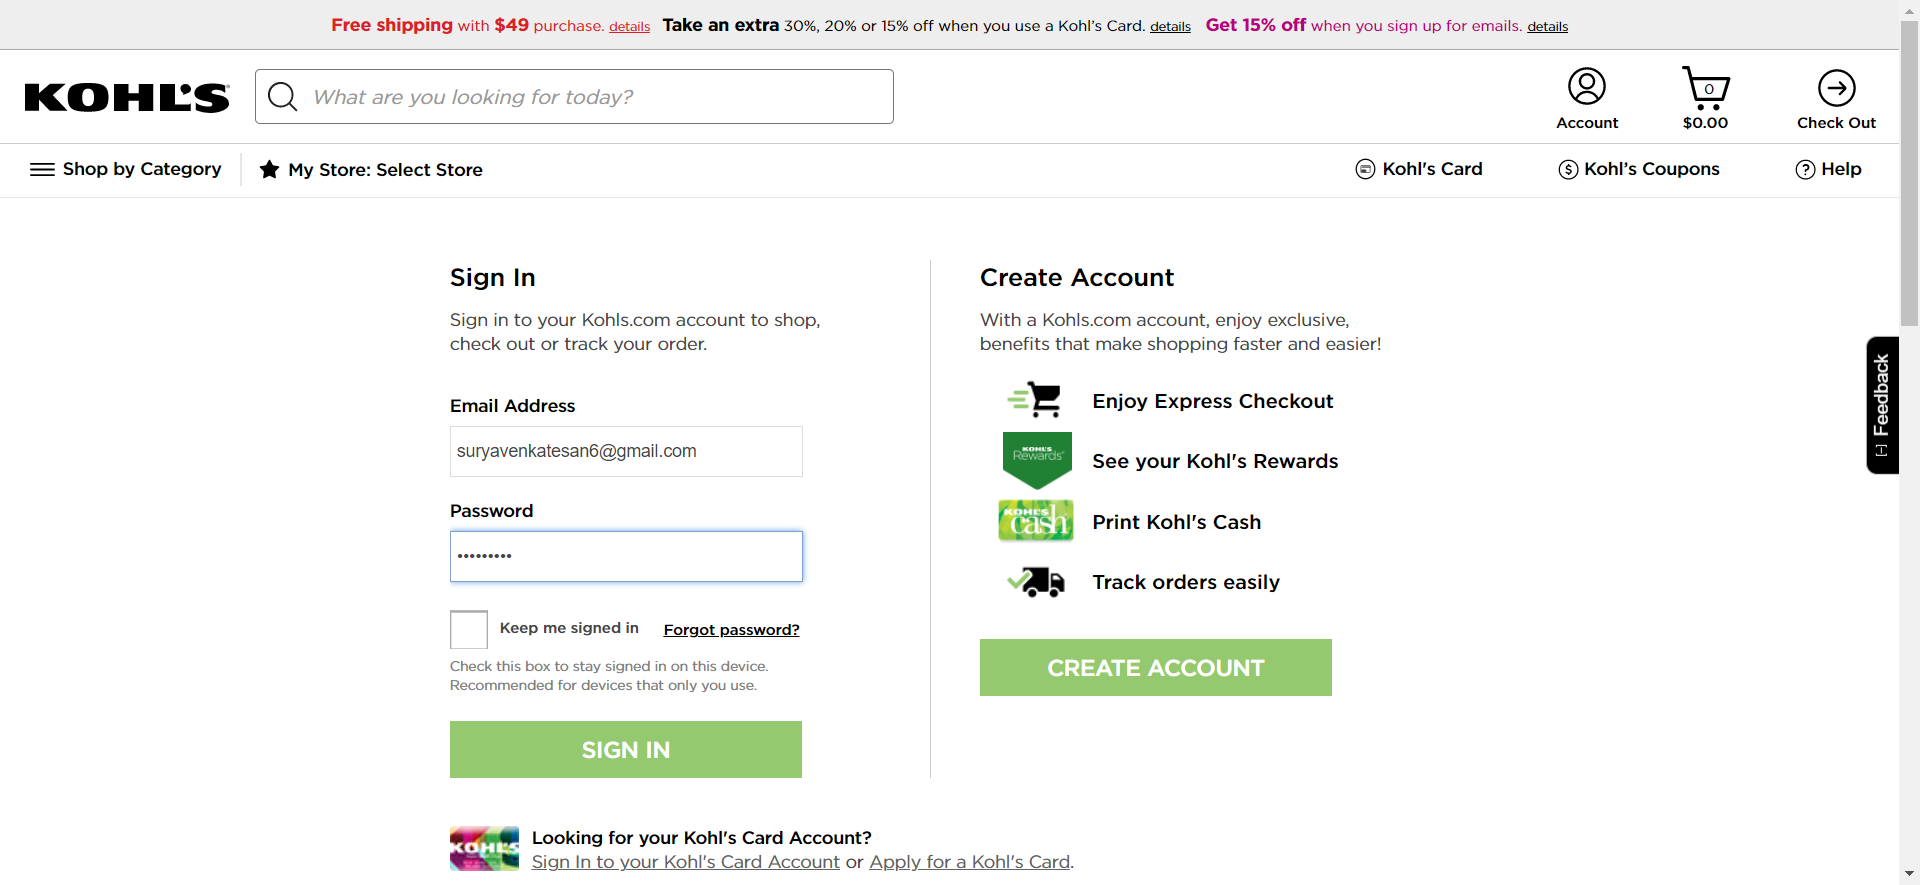 Free shipping with $49 purchase. details Take an extra 30%, 20% or 15% off when you use a Kohl's Card. details Get 15% off when you sign up for emails. details
KOHL'S
What are you looking for today?
Account
0
$0.00
Check Out
Shop by Category
My Store: Select Store
Kohl's Card
$ Kohl's Coupons
? Help
Sign In
Sign in to your Kohls.com account to shop,
check out or track your order.
Email Address
suryavenkatesan6@gmail.com
Password
•••••••••
Keep me signed in
Forgot password?
Check this box to stay signed in on this device.
Recommended for devices that only you use.
SIGN IN
Create Account
With a Kohls.com account, enjoy exclusive,
benefits that make shopping faster and easier!
Enjoy Express Checkout
KOHL'S
Rewards
See your Kohl's Rewards
KOHL'S
cash
Print Kohl's Cash
Track orders easily
CREATE ACCOUNT
[-] Feedback
KOHL'S
Looking for your Kohl's Card Account?
Sign In to your Kohl's Card Account or Apply for a Kohl's Card.